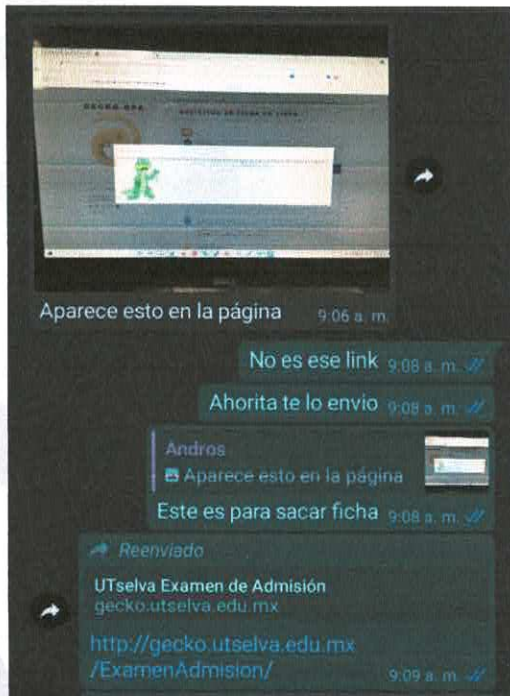 Aparece esto en la página 9:06 a. m.
No es ese link 9:08 a. m.
Ahorita te lo envio 9:08 a. m.
Andros
Aparece esto en la página
Este es para sacar ficha 9:08 a. m.
Reenviado
UTselva Examen de Admisión
gecko.utselva.edu.mx
http://gecko.utselva.edu.mx
/ExamenAdmision/ 9:09 a. m.